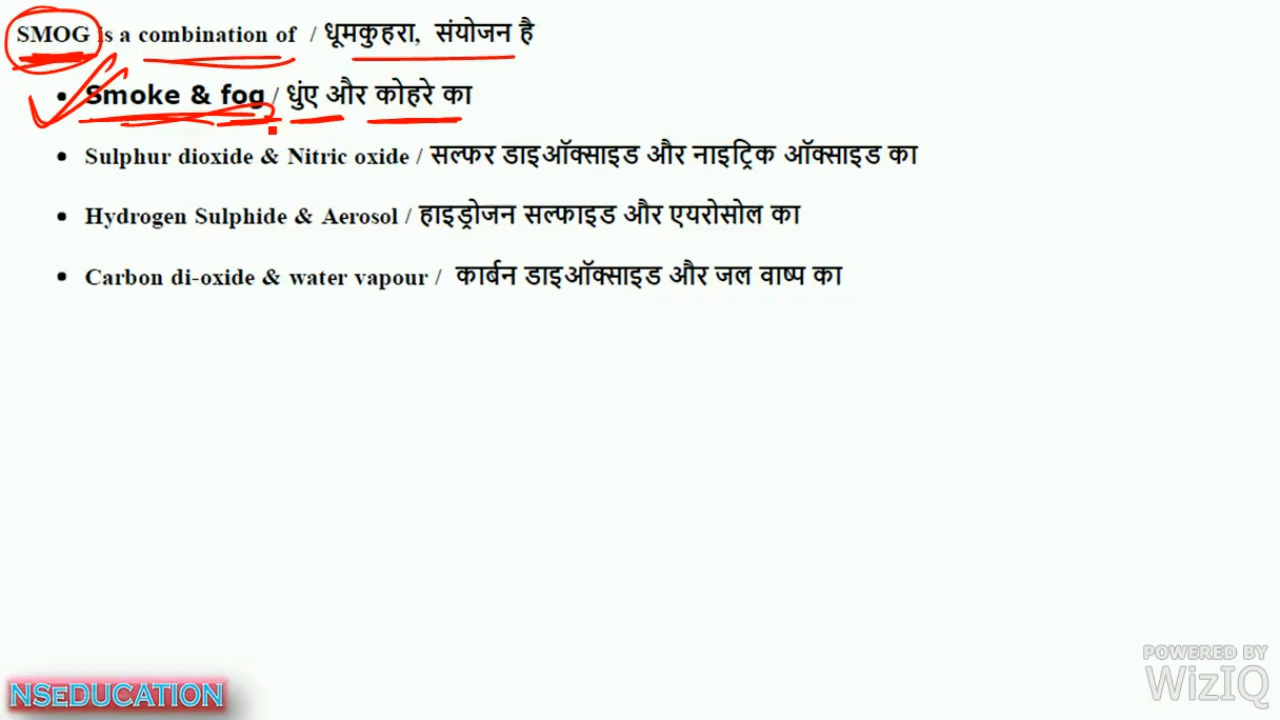 SMOG is a combination of / धूमकुहरा, संयोजन है
• Smoke & fog / धुंए और कोहरे का
• Sulphur dioxide & Nitric oxide / सल्फर डाइऑक्साइड और नाइट्रिक ऑक्साइड का
• Hydrogen Sulphide & Aerosol / हाइड्रोजन सल्फाइड और एयरोसोल का
• Carbon di-oxide & water vapour / कार्बन डाइऑक्साइड और जल वाष्प का
POWERED BY
WizIQ
NSEDUCATION